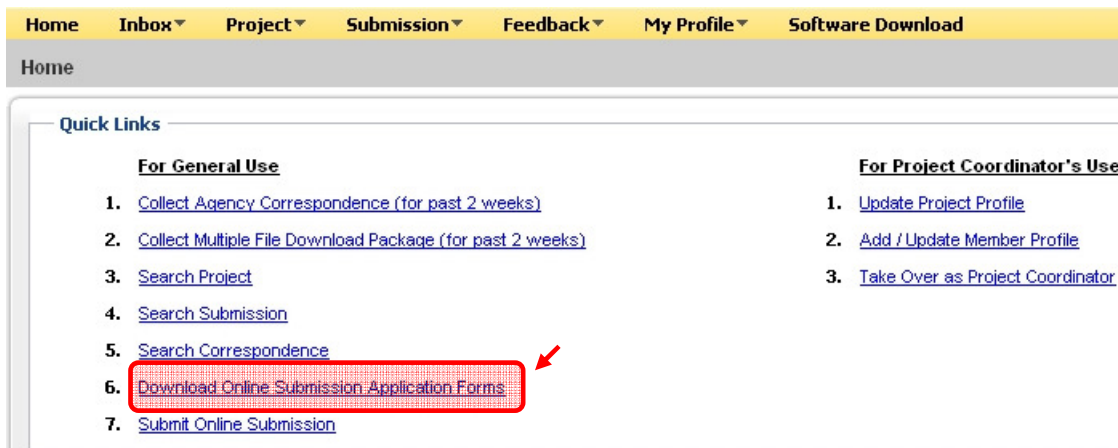 Home Inbox Project Submission Feedback My Profile Software Download
Home
Quick Links
For General Use
1. Collect Agency Correspondence (for past 2 weeks)
2. Collect Multiple File Download Package (for past 2 weeks)
3. Search Project
4. Search Submission
5. Search Correspondence
6. Download Online Submission Application Forms
7. Submit Online Submission
For Project Coordinator's Use
1. Update Project Profile
2. Add / Update Member Profile
3. Take Over as Project Coordinator